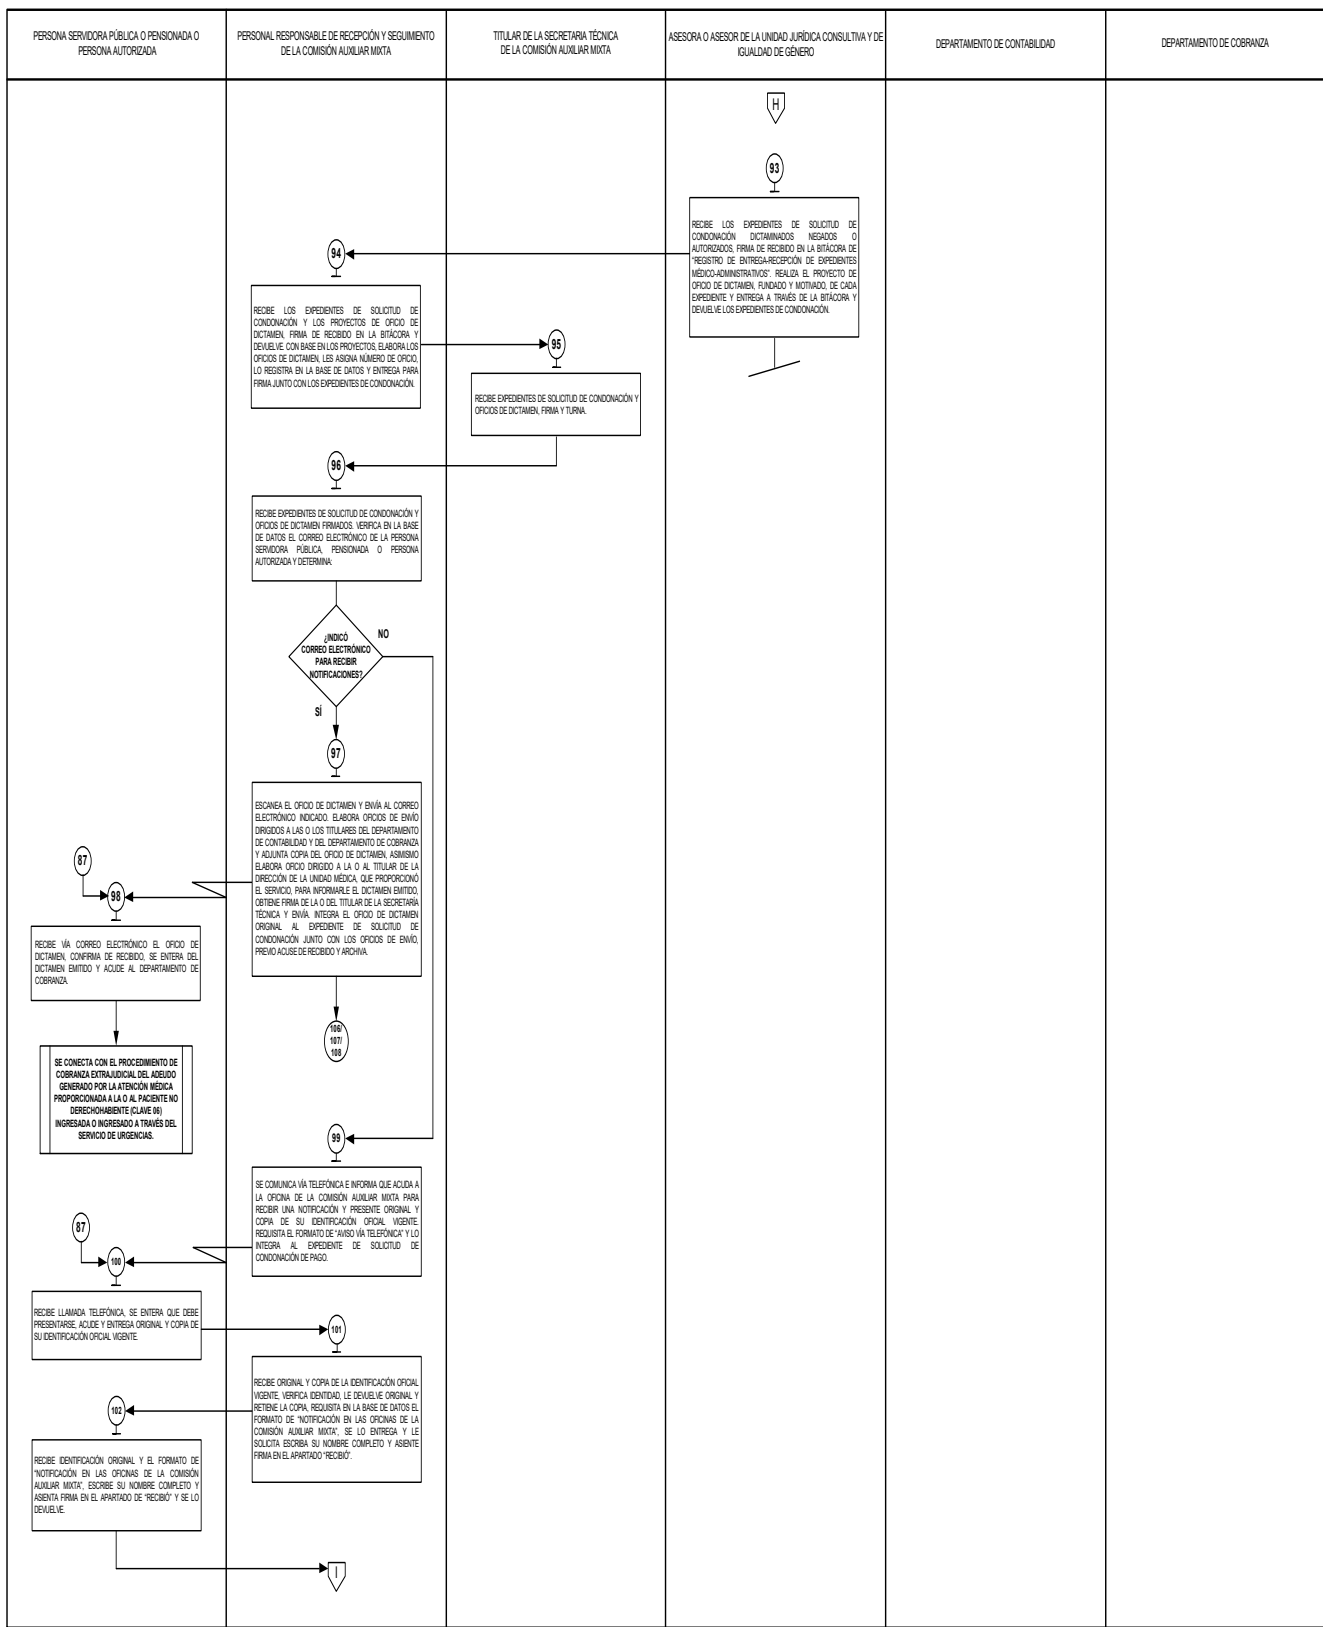 PERSONA SERVIDORA PÚBLICA O PENSIONADA O
PERSONA AUTORIZADA
PERSONAL RESPONSABLE DE RECEPCIÓN Y SEGUIMIENTO
DE LA COMISIÓN AUXILIAR MIXTA
TITULAR DE LA SECRETARIA TÉCNICA
DE LA COMISIÓN AUXILIAR MIXTA
ASESORA O ASESOR DE LA UNIDAD JURÍDICA CONSULTIVA Y DE
IGUALDAD DE GÉNERO
DEPARTAMENTO DE CONTABILIDAD
DEPARTAMENTO DE COBRANZA
H
93
RECIBE LOS EXPEDIENTES DE SOLICITUD DE
CONDONACIÓN DICTAMINADOS NEGADOS O
AUTORIZADOS, FIRMA DE RECIBIDO EN LA BITÁCORA DE
"REGISTRO DE ENTREGA-RECEPCIÓN DE EXPEDIENTES
MÉDICO-ADMINISTRATIVOS". REALIZA EL PROYECTO DE
OFICIO DE DICTAMEN, FUNDADO Y MOTIVADO, DE CADA
EXPEDIENTE Y ENTREGA A TRAVÉS DE LA BITÁCORA Y
DEVUELVE LOS EXPEDIENTES DE CONDONACIÓN.
94
RECIBE LOS EXPEDIENTES DE SOLICITUD DE
CONDONACIÓN Y LOS PROYECTOS DE OFICIO DE
DICTAMEN, FIRMA DE RECIBIDO EN LA BITÁCORA Y
DEVUELVE. CON BASE EN LOS PROYECTOS, ELABORA LOS
OFICIOS DE DICTAMEN, LES ASIGNA NÚMERO DE OFICIO,
LO REGISTRA EN LA BASE DE DATOS Y ENTREGA PARA
FIRMA JUNTO CON LOS EXPEDIENTES DE CONDONACIÓN.
95
RECIBE EXPEDIENTES DE SOLICITUD DE CONDONACIÓN Y
OFICIOS DE DICTAMEN, FIRMA Y TURNA.
96
RECIBE EXPEDIENTES DE SOLICITUD DE CONDONACIÓN Y
OFICIOS DE DICTAMEN FIRMADOS. VERIFICA EN LA BASE
DE DATOS EL CORREO ELECTRÓNICO DE LA PERSONA
SERVIDORA PÚBLICA, PENSIONADA O PERSONA
AUTORIZADA Y DETERMINA:
¿INDICÓ
CORREO ELECTRÓNICO
PARA RECIBIR
NOTIFICACIONES?
NO
SÍ
97
ESCANEA EL OFICIO DE DICTAMEN Y ENVÍA AL CORREO
ELECTRÓNICO INDICADO. ELABORA OFICIOS DE ENVÍO
DIRIGIDOS A LAS O LOS TITULARES DEL DEPARTAMENTO
DE CONTABILIDAD Y DEL DEPARTAMENTO DE COBRANZA
Y ADJUNTA COPIA DEL OFICIO DE DICTAMEN, ASIMISMO
ELABORA OFICIO DIRIGIDO A LA O AL TITULAR DE LA
DIRECCIÓN DE LA UNIDAD MÉDICA, QUE PROPORCIONÓ
EL SERVICIO, PARA INFORMARLE EL DICTAMEN EMITIDO,
OBTIENE FIRMA DE LA O DEL TITULAR DE LA SECRETARÍA
TÉCNICA Y ENVÍA. INTEGRA EL OFICIO DE DICTAMEN
ORIGINAL AL EXPEDIENTE DE SOLICITUD DE
CONDONACIÓN JUNTO CON LOS OFICIOS DE ENVÍO,
PREVIO ACUSE DE RECIBIDO Y ARCHIVA.
87
98
RECIBE VÍA CORREO ELECTRÓNICO EL OFICIO DE
DICTAMEN, CONFIRMA DE RECIBIDO, SE ENTERA DEL
DICTAMEN EMITIDO Y ACUDE AL DEPARTAMENTO DE
COBRANZA.
106/
107/
108
SE CONECTA CON EL PROCEDIMIENTO DE
COBRANZA EXTRAJUDICIAL DEL ADEUDO
GENERADO POR LA ATENCIÓN MÉDICA
PROPORCIONADA A LA O AL PACIENTE NO
DERECHOHABIENTE (CLAVE 06)
INGRESADA O INGRESADO A TRAVÉS DEL
SERVICIO DE URGENCIAS.
99
SE COMUNICA VÍA TELEFÓNICA E INFORMA QUE ACUDA A
LA OFICINA DE LA COMISIÓN AUXILIAR MIXTA PARA
RECIBIR UNA NOTIFICACIÓN Y PRESENTE ORIGINAL Y
COPIA DE SU IDENTIFICACIÓN OFICIAL VIGENTE.
REQUISITA EL FORMATO DE "AVISO VÍA TELEFÓNICA" Y LO
INTEGRA AL EXPEDIENTE DE SOLICITUD DE
CONDONACIÓN DE PAGO.
87
100
RECIBE LLAMADA TELEFÓNICA, SE ENTERA QUE DEBE
PRESENTARSE, ACUDE Y ENTREGA ORIGINAL Y COPIA DE
SU IDENTIFICACIÓN OFICIAL VIGENTE.
101
RECIBE ORIGINAL Y COPIA DE LA IDENTIFICACIÓN OFICIAL
VIGENTE, VERIFICA IDENTIDAD, LE DEVUELVE ORIGINAL Y
RETIENE LA COPIA, REQUISITA EN LA BASE DE DATOS EL
FORMATO DE "NOTIFICACIÓN EN LAS OFICINAS DE LA
COMISIÓN AUXILIAR MIXTA", SE LO ENTREGA Y LE
SOLICITA ESCRIBA SU NOMBRE COMPLETO Y ASIENTE
FIRMA EN EL APARTADO "RECIBIÓ".
102
RECIBE IDENTIFICACIÓN ORIGINAL Y EL FORMATO DE
"NOTIFICACIÓN EN LAS OFICINAS DE LA COMISIÓN
AUXILIAR MIXTA", ESCRIBE SU NOMBRE COMPLETO Y
ASIENTA FIRMA EN EL APARTADO DE "RECIBIÓ" Y SE LO
DEVUELVE.
I